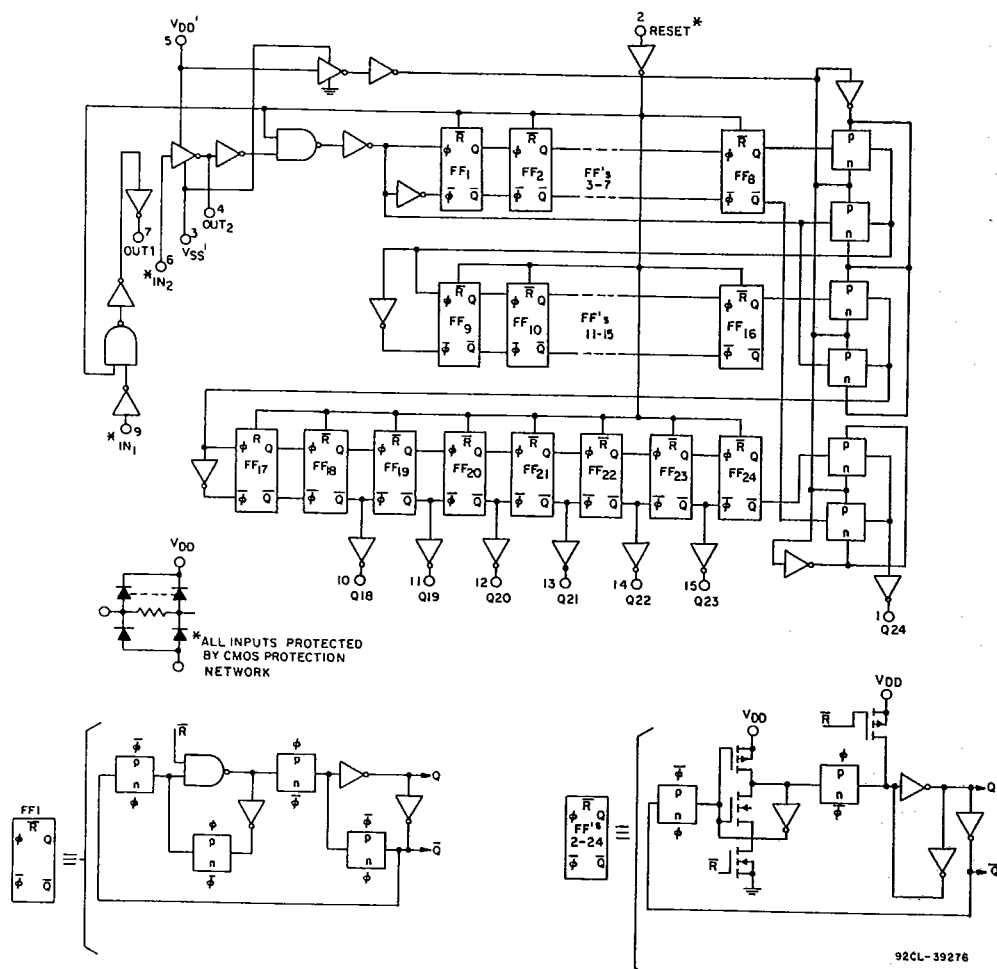 2
RESET *
VDD'
5
p
n
R̅
R̅
R̅
ϕ Q
ϕ Q
ϕ Q
FF1
FF2
FF's
3-7
FF8
ϕ̅ Q̅
ϕ̅ Q̅
ϕ̅ Q̅
p
n
4
OUT2
3
VSS'
7
OUT1
6
* IN2
R̅
R̅
R̅
ϕ Q
ϕ Q
ϕ Q
p
n
FF9
FF10
FF's
11-15
FF16
ϕ̅ Q̅
ϕ̅ Q̅
ϕ̅ Q̅
p
n
9
* IN1
R
R̅
R̅
R̅
R̅
R̅
R̅
R̅
ϕ Q
ϕ Q
ϕ Q
ϕ Q
ϕ Q
ϕ Q
ϕ Q
ϕ Q
p
n
FF17
FF18
FF19
FF20
FF21
FF22
FF23
FF24
ϕ̅ Q̅
ϕ̅ Q̅
ϕ̅ Q̅
ϕ̅ Q̅
ϕ̅ Q̅
ϕ̅ Q̅
ϕ̅ Q̅
ϕ̅ Q̅
p
n
10
Q18
11
Q19
12
Q20
13
Q21
14
Q22
15
Q23
1
Q24
VDD
* ALL INPUTS PROTECTED
BY CMOS PROTECTION
NETWORK
R̅
ϕ̅
p
n
ϕ
ϕ
p
n
ϕ̅
Q
FF1
R̅
ϕ Q
ϕ̅ Q̅
≡
ϕ
p
n
ϕ̅
ϕ̅
p
n
ϕ
Q̅
VDD
R̅
VDD
ϕ̅
p
n
ϕ
ϕ
p
n
ϕ̅
Q
R̅
ϕ Q
FF's
2-24
ϕ̅ Q̅
≡
R̅
Q̅
92CL-39276